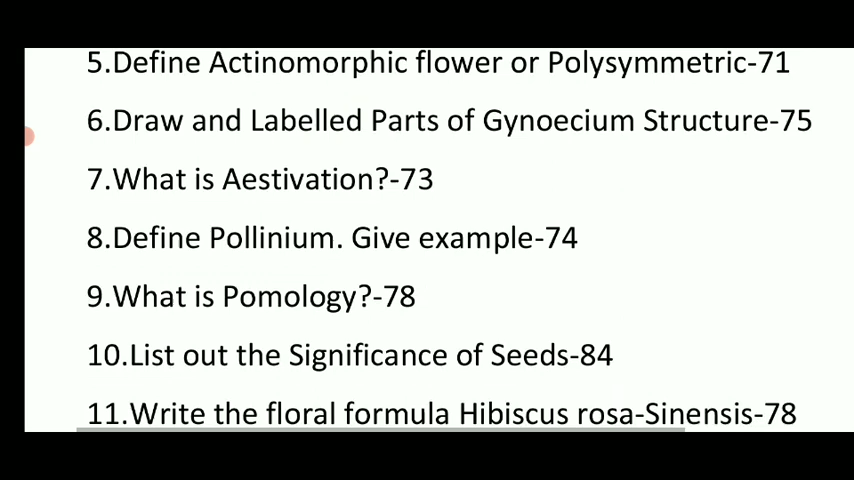 5.Define Actinomorphic flower or Polysymmetric-71
6.Draw and Labelled Parts of Gynoecium Structure-75
7.What is Aestivation?-73
8.Define Pollinium. Give example-74
9.What is Pomology?-78
10.List out the Significance of Seeds-84
11.Write the floral formula Hibiscus rosa-Sinensis-78